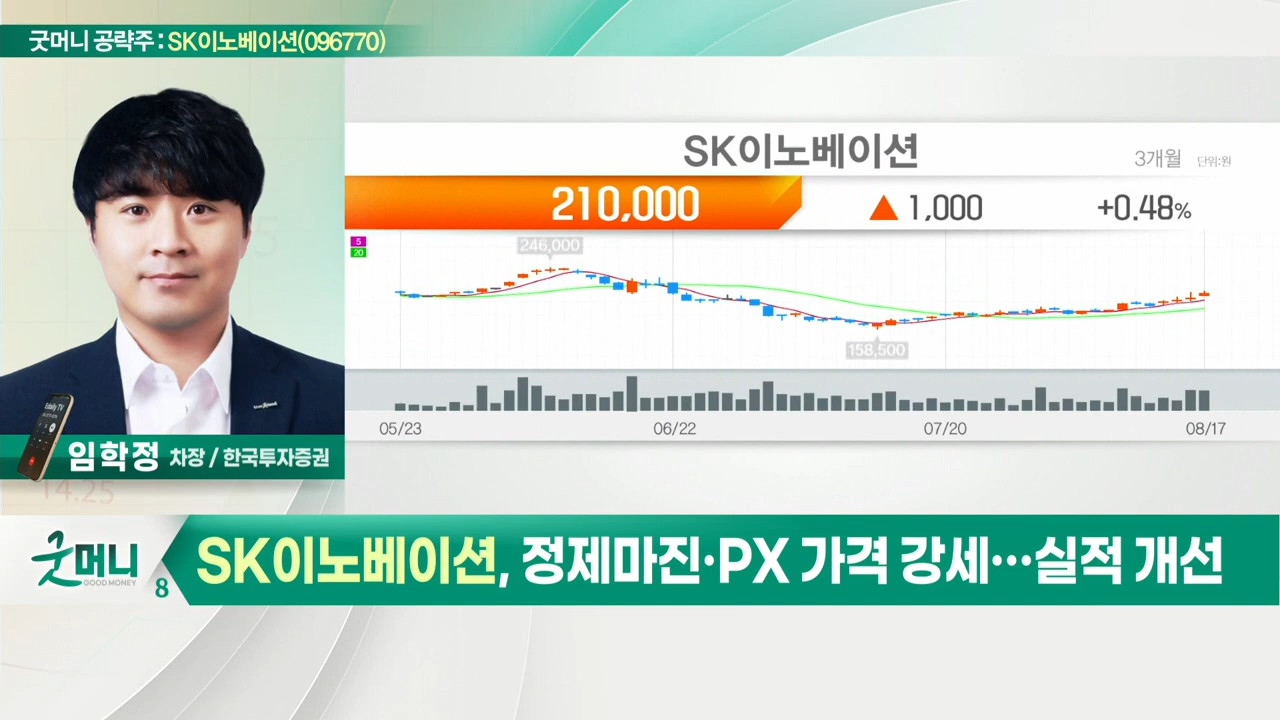 굿머니 공략주 : SK이노베이션(096770)
SK이노베이션
3개월 단위:원
210,000 ▲ 1,000 +0.48%
5
20
246,000
158,500
05/23 06/22 07/20 08/17
Edaily TV
임학정 차장 / 한국투자증권
14.25
굿머니
GOOD MONEY
8
SK이노베이션, 정제마진·PX 가격 강세…실적 개선